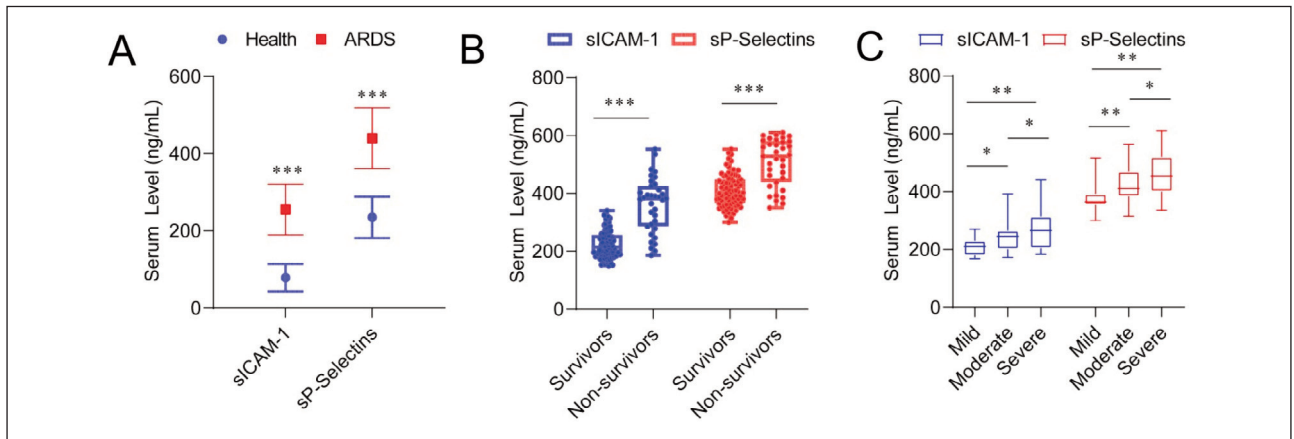 A
Health
ARDS
Serum Level (ng/mL)
600
400
200
0
***
***
sICAM-1
sP-Selectins
B
sICAM-1
sP-Selectins
Serum Level (ng/mL)
800
600
400
200
0
***
***
Survivors
Non-survivors
Survivors
Non-survivors
C
sICAM-1
sP-Selectins
Serum Level (ng/mL)
800
600
400
200
0
**
*
*
**
**
*
Mild
Moderate
Severe
Mild
Moderate
Severe